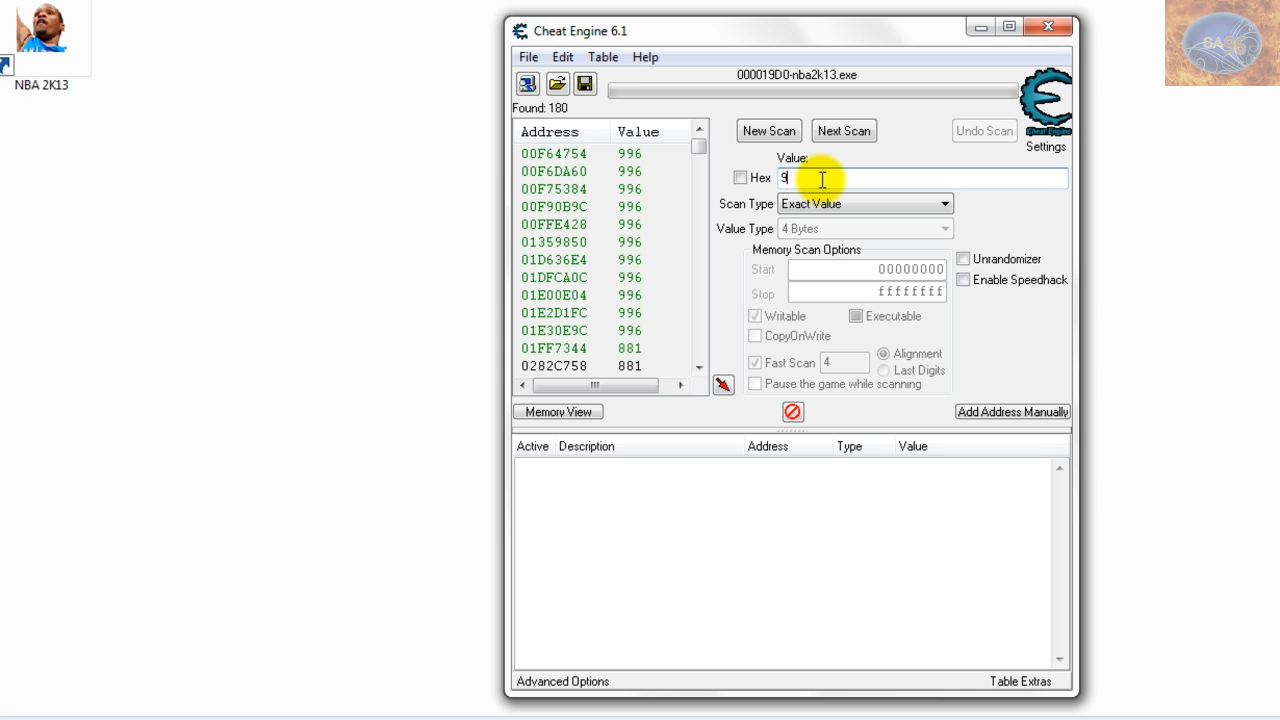 SA96
NBA 2K13
Cheat Engine 6.1
File Edit Table Help
000019D0-nba2k13.exe
Found: 180
Address Value
00F64754 996
00F6DA60 996
00F75384 996
00F90B9C 996
00FFE428 996
01359850 996
01D636E4 996
01DFCA0C 996
01E00E04 996
01E2D1FC 996
01E30E9C 996
01FF7344 881
0282C758 881
New Scan Next Scan Undo Scan
Cheat Engine
Settings
Value:
Hex 9
Scan Type Exact Value
Value Type 4 Bytes
Memory Scan Options
Start 00000000
Stop ffffffff
Writable Executable
CopyOnWrite
Fast Scan 4 Alignment
Last Digits
Pause the game while scanning
Unrandomizer
Enable Speedhack
Memory View Add Address Manually
Active Description Address Type Value
Advanced Options Table Extras